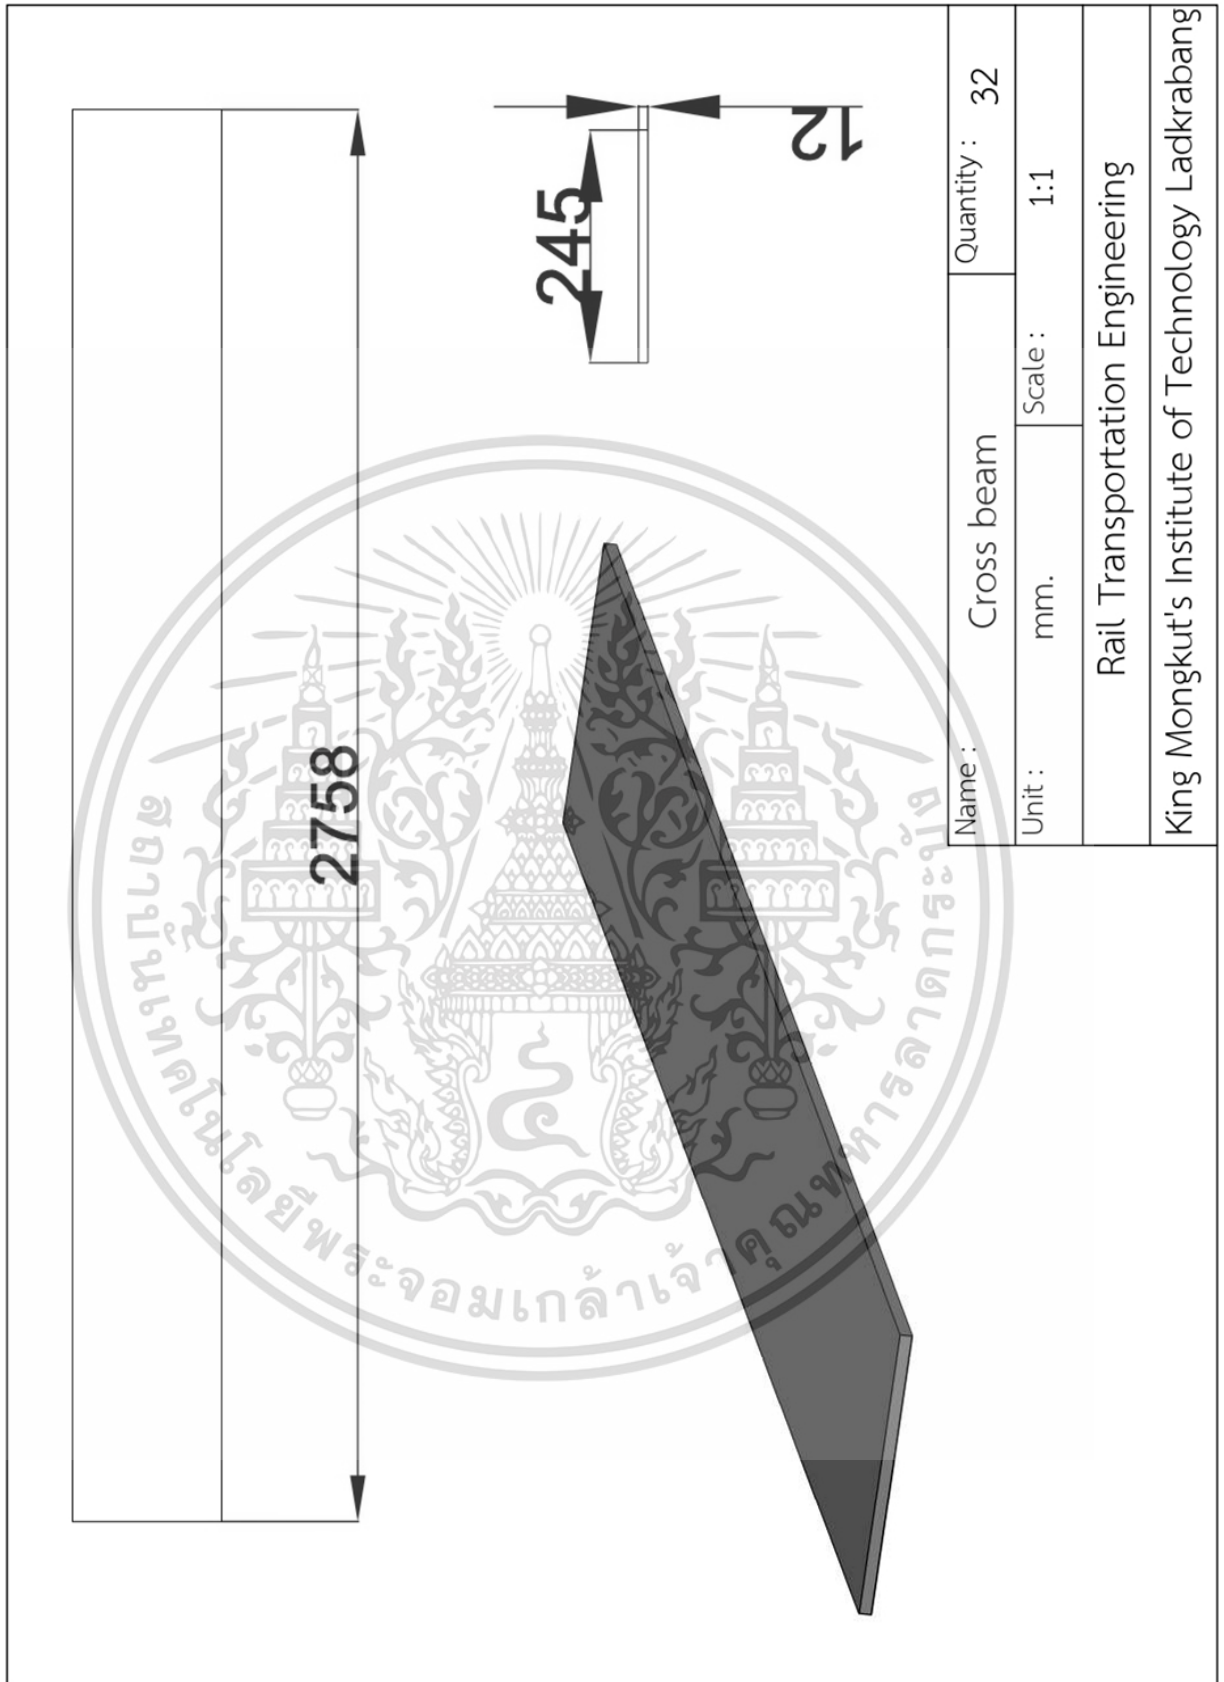 2758
245
12
Name : Cross beam Quantity : 32
Unit : mm. Scale : 1:1
Rail Transportation Engineering
King Mongkut's Institute of Technology Ladkrabang
สถาบันเทคโนโลยีพระจอมเกล้าเจ้าคุณทหารลาดกระบัง